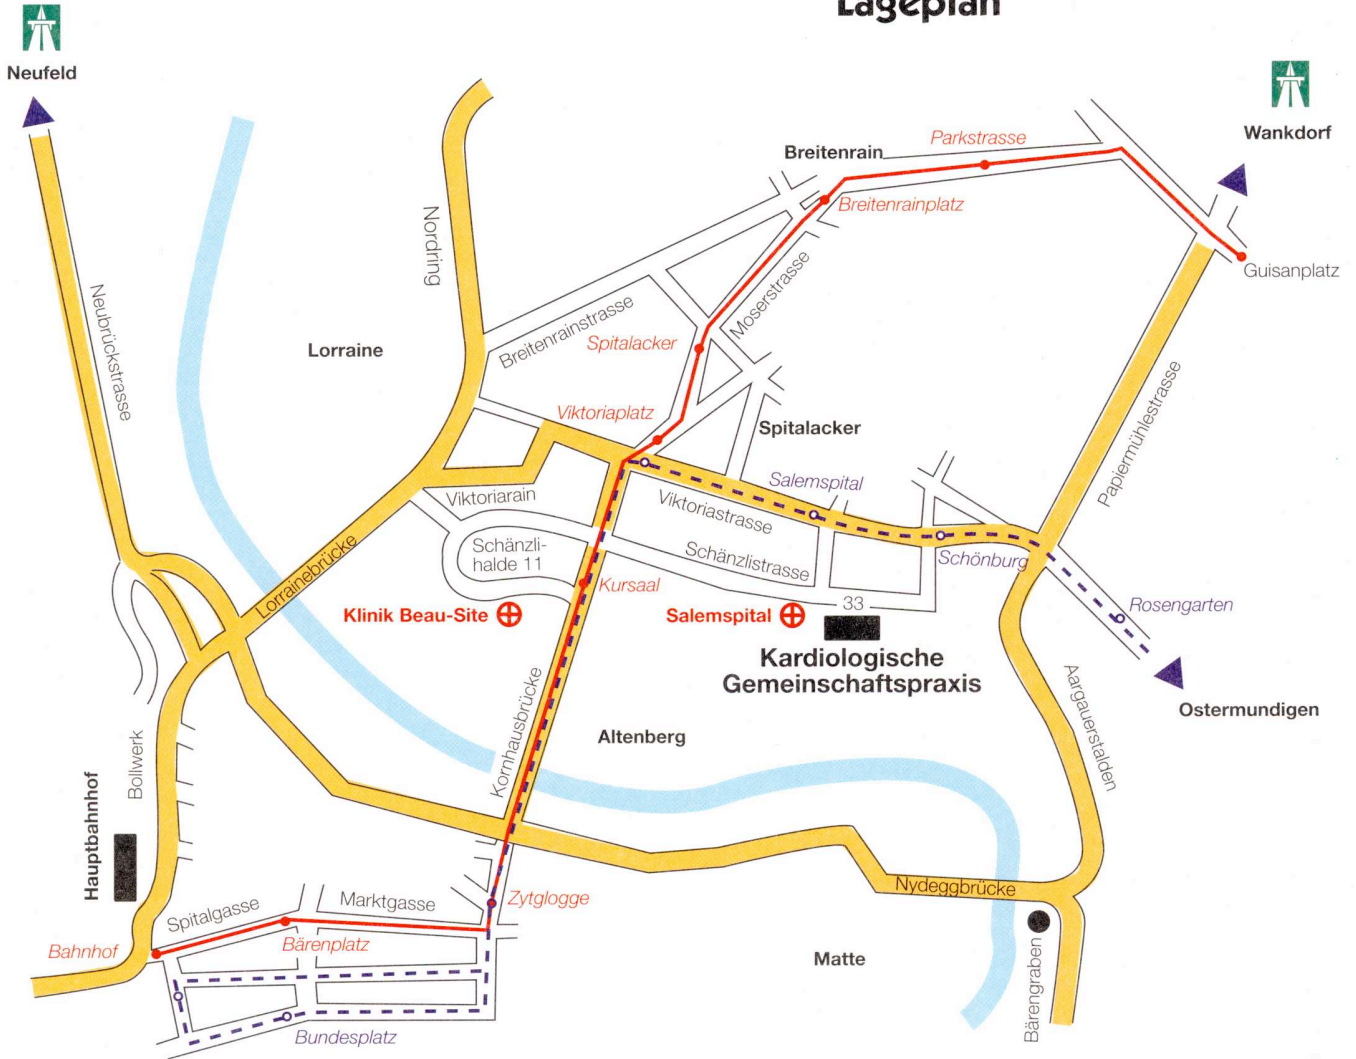 Lageplan
Neufeld
Wankdorf
Breitenrain
Parkstrasse
Breitenrainplatz
Guisanplatz
Nordring
Neubrückstrasse
Lorraine
Breitenrainstrasse
Moserstrasse
Spitalacker
Viktoriaplatz
Spitalacker
Papiermühlestrasse
Salemspital
Viktoriarain
Viktoriastrasse
Schänzli-
halde 11
Schänzlistrasse
Schönburg
Lorrainebrücke
Kursaal
Klinik Beau-Site
Salemspital
33
Rosengarten
Kardiologische
Gemeinschaftspraxis
Aargauerstalden
Ostermundigen
Kornhausbrücke
Altenberg
Bollwerk
Hauptbahnhof
Nydeggbrücke
Zytglogge
Marktgasse
Spitalgasse
Bahnhof
Bärenplatz
Matte
Bärengraben
Bundesplatz